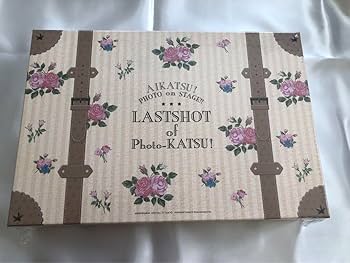 AIKATSU!
PHOTO on STAGE!!
★★★
LASTSHOT
of
Photo-KATSU!